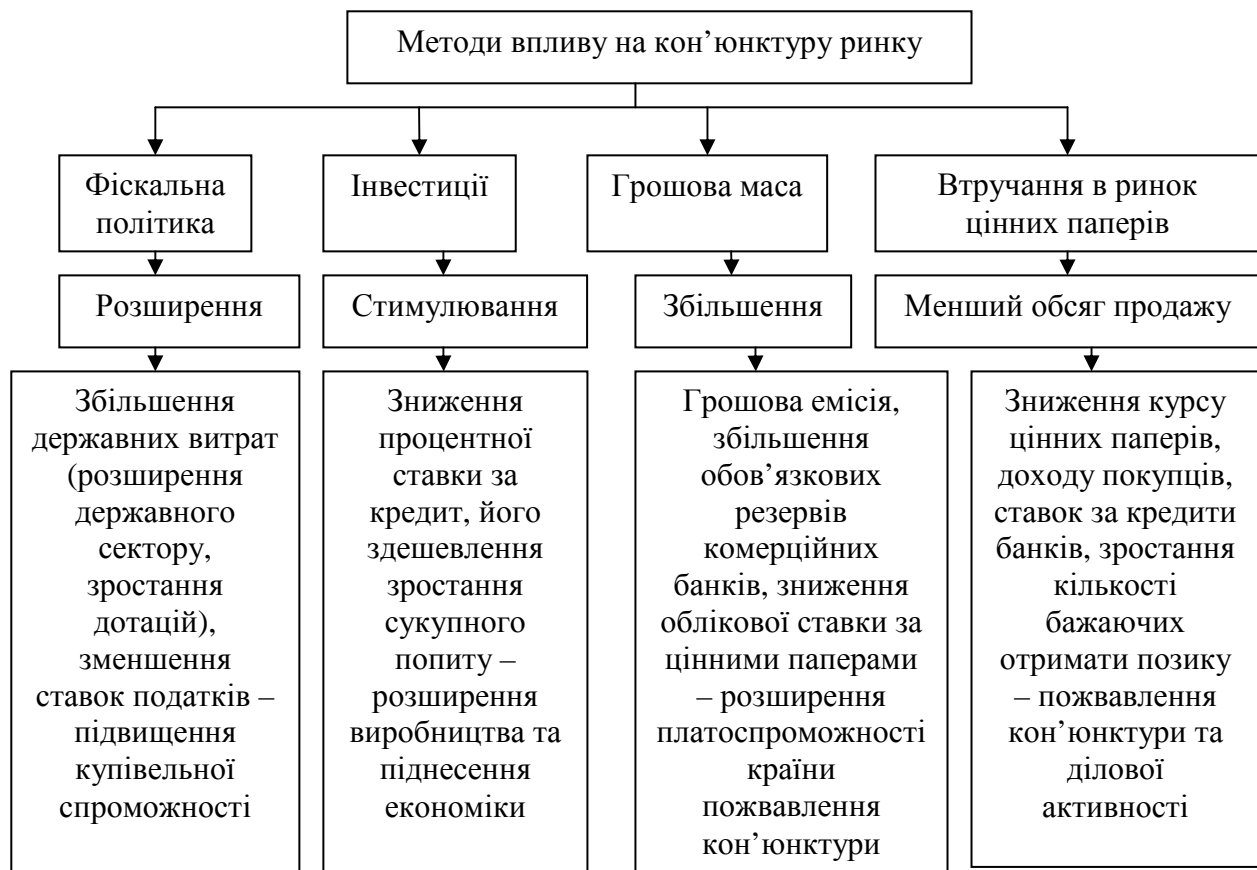 Методи впливу на кон’юнктуру ринку
Фіскальна
політика
Інвестиції
Грошова маса
Втручання в ринок
цінних паперів
Розширення
Стимулювання
Збільшення
Менший обсяг продажу
Збільшення
державних витрат
(розширення
державного
сектору,
зростання
дотацій),
зменшення
ставок податків –
підвищення
купівельної
спроможності
Зниження
процентної
ставки за
кредит, його
здешевлення
зростання
сукупного
попиту –
розширення
виробництва та
піднесення
економіки
Грошова емісія,
збільшення
обов’язкових
резервів
комерційних
банків, зниження
облікової ставки за
цінними паперами
– розширення
платоспроможності
країни
пожвавлення
кон’юнктури
Зниження курсу
цінних паперів,
доходу покупців,
ставок за кредити
банків, зростання
кількості
бажаючих
отримати позику
– пожвавлення
кон’юнктури та
ділової
активності